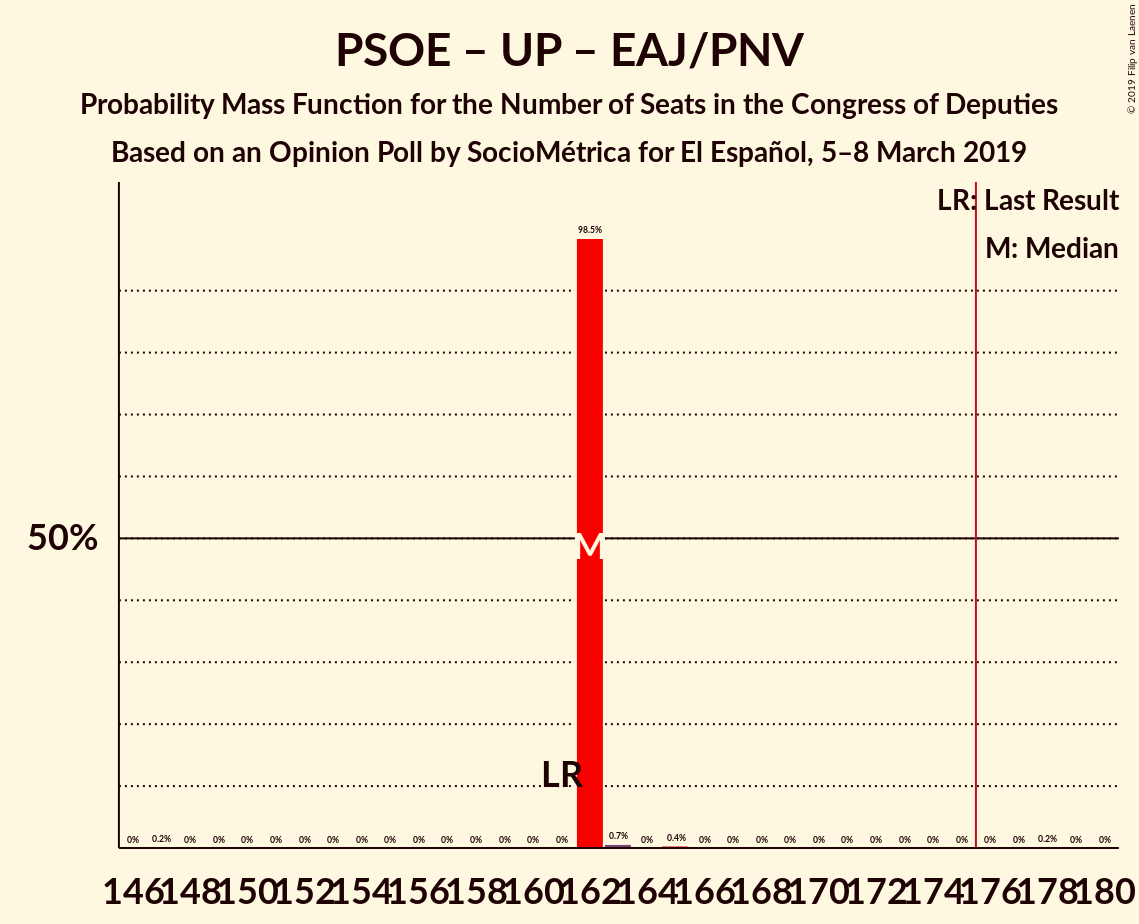 PSOE – UP – EAJ/PNV
Probability Mass Function for the Number of Seats in the Congress of Deputies
Based on an Opinion Poll by SocioMétrica for El Español, 5–8 March 2019
© 2019 Filip van Laenen
LR: Last Result
M: Median
98.5%
50%
M
LR
0% 0.2% 0% 0% 0% 0% 0% 0% 0% 0% 0% 0% 0% 0% 0% 0% 0.7% 0% 0.4% 0% 0% 0% 0% 0% 0% 0% 0% 0% 0% 0% 0% 0.2% 0% 0%
146 148 150 152 154 156 158 160 162 164 166 168 170 172 174 176 178 180